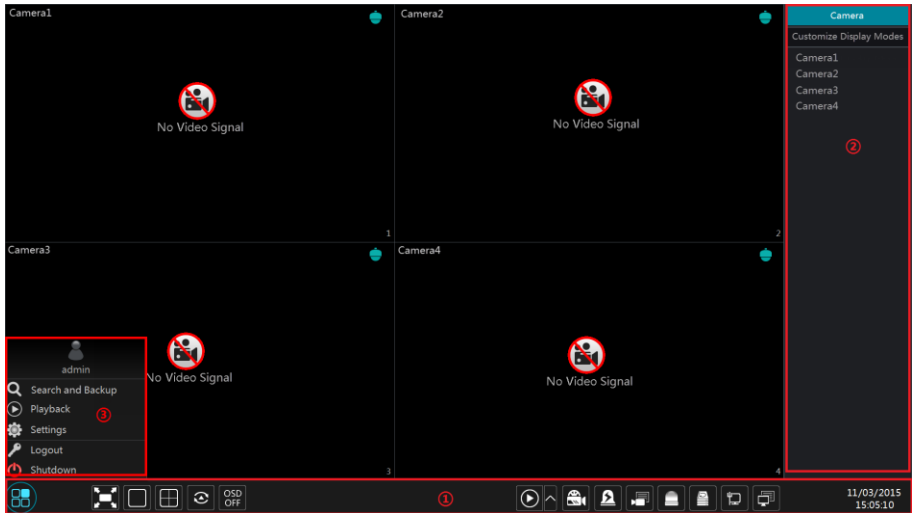 Camera1
Camera2
Camera
Customize Display Modes
Camera1
Camera2
Camera3
Camera4
②
No Video Signal
No Video Signal
1
2
Camera3
Camera4
No Video Signal
No Video Signal
admin
Search and Backup
Playback
③
Settings
Logout
Shutdown
3
4
OSD
OFF
①
11/03/2015
15:05:10